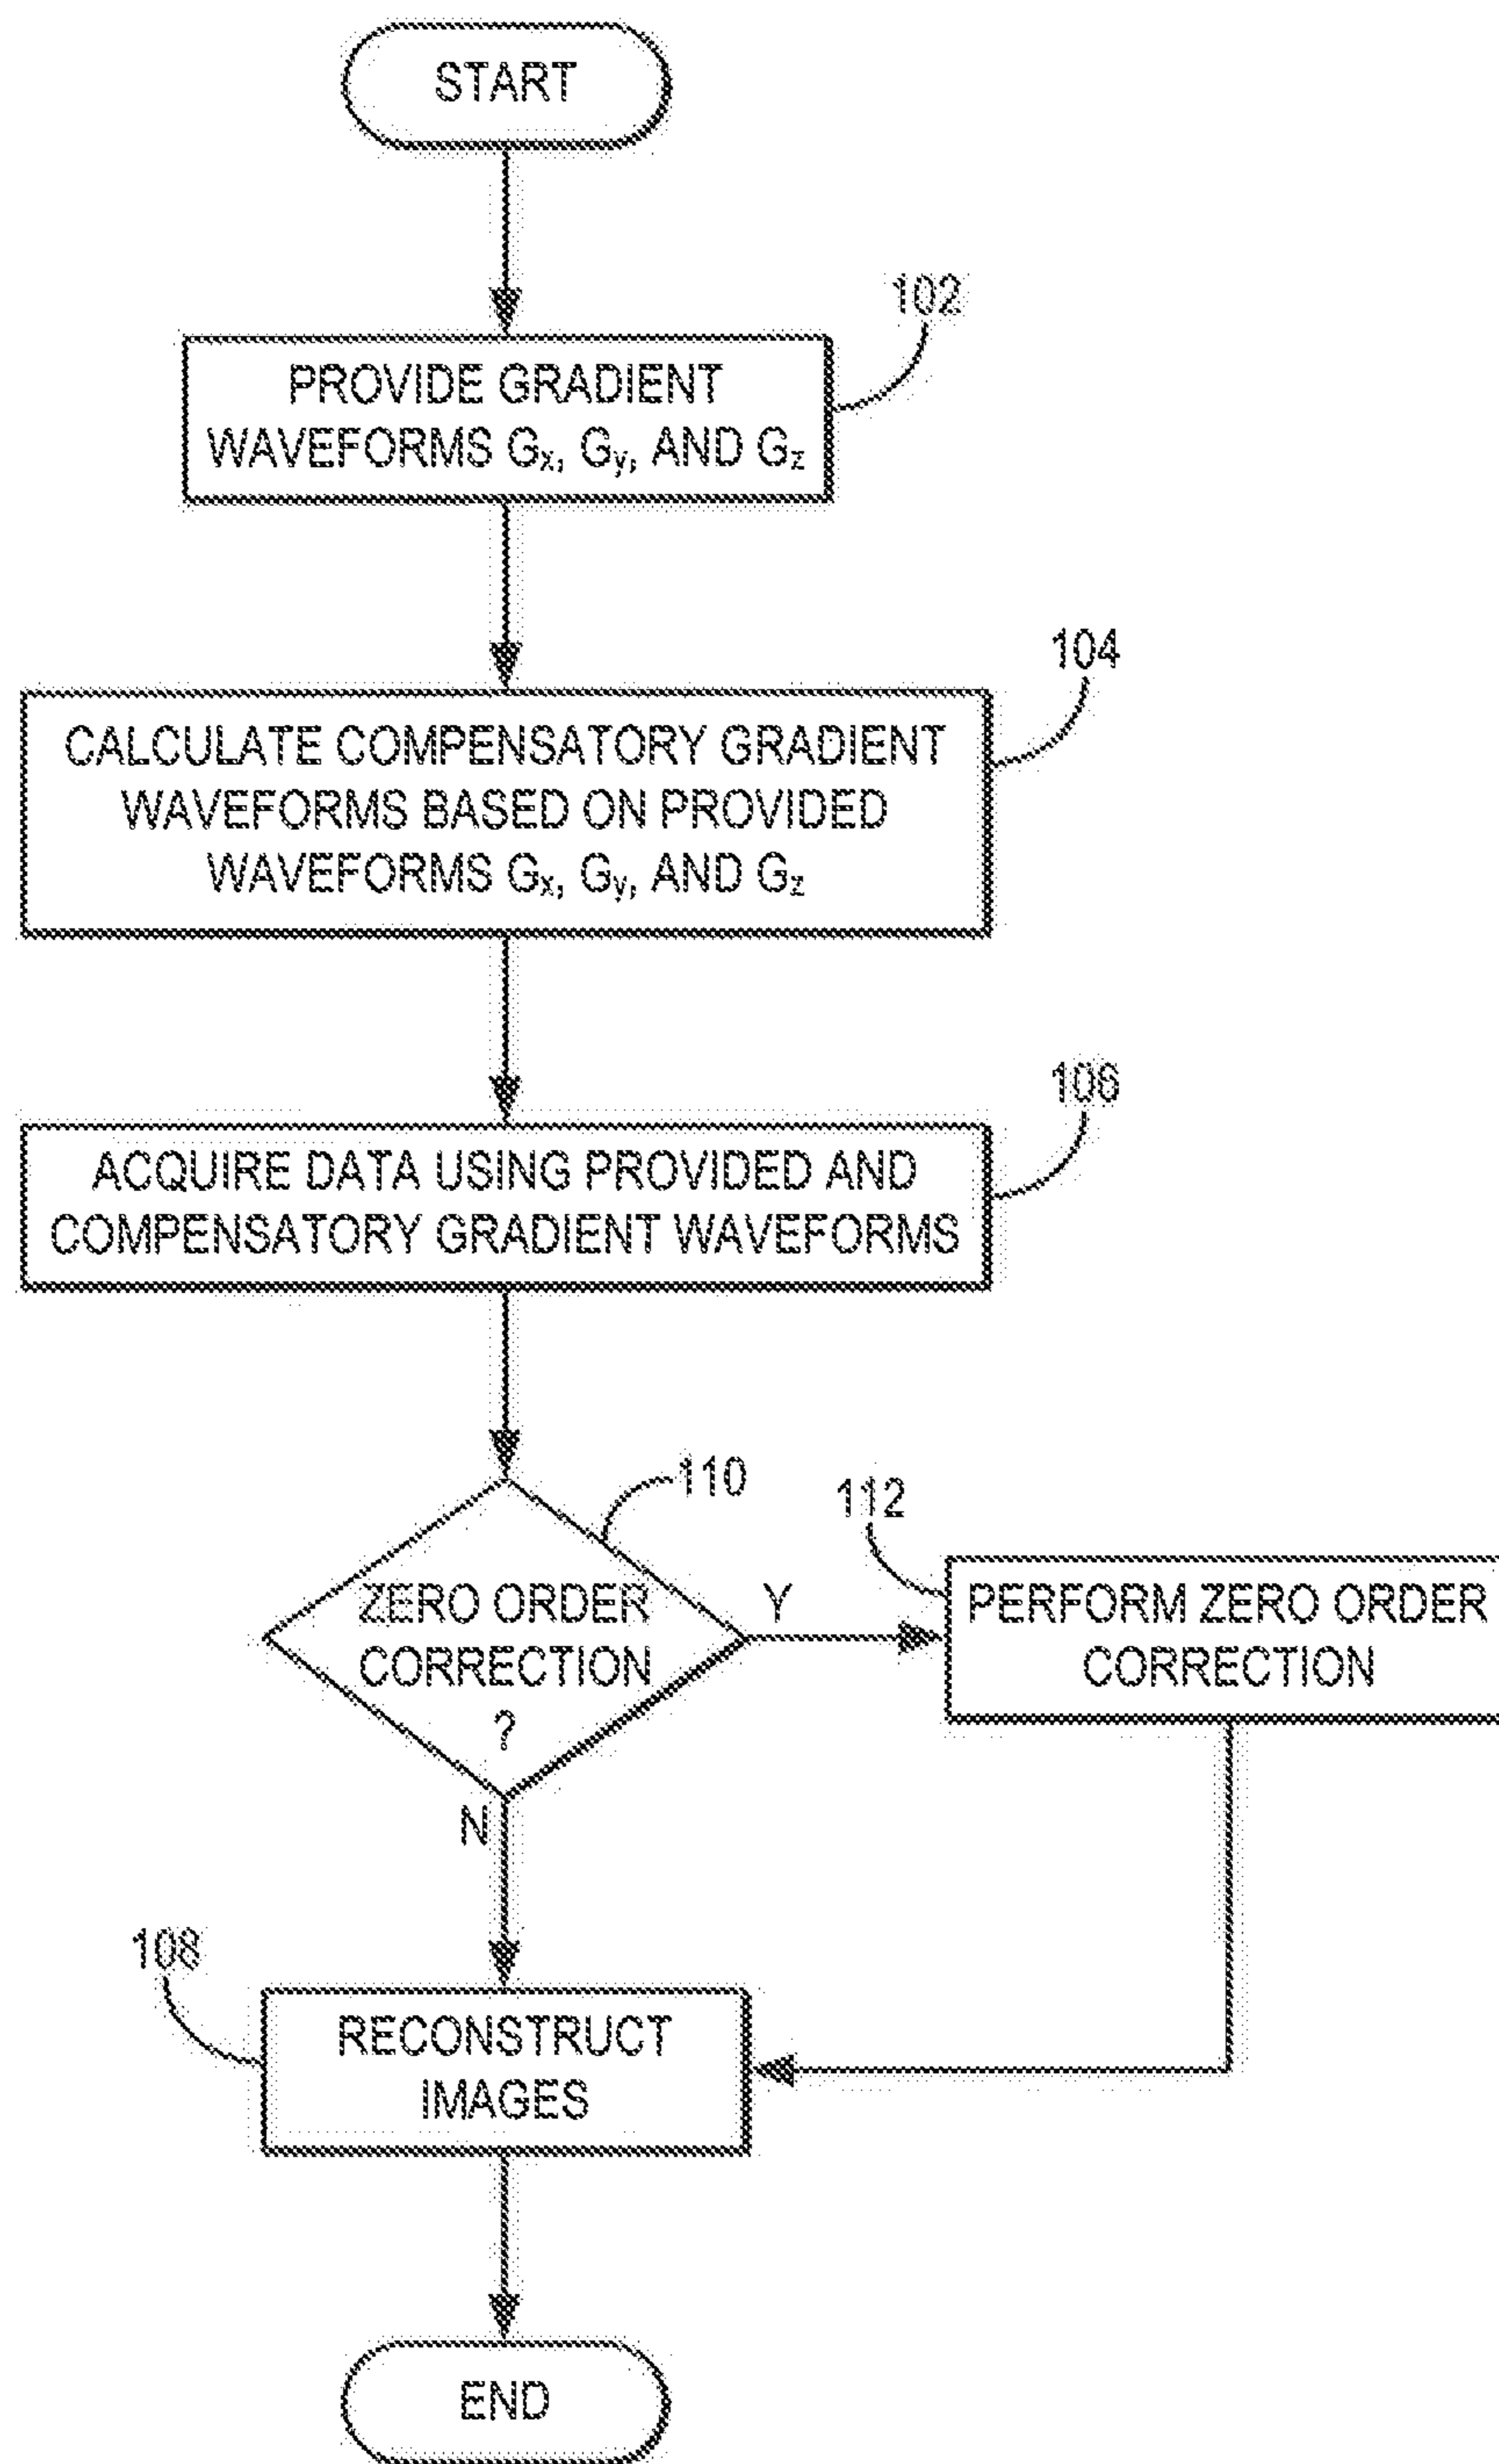 START
102
PROVIDE GRADIENT
WAVEFORMS Gx, Gy, AND Gz
104
CALCULATE COMPENSATORY GRADIENT
WAVEFORMS BASED ON PROVIDED
WAVEFORMS Gx, Gy, AND Gz
106
ACQUIRE DATA USING PROVIDED AND
COMPENSATORY GRADIENT WAVEFORMS
110
ZERO ORDER
CORRECTION
?
Y
N
112
PERFORM ZERO ORDER
CORRECTION
108
RECONSTRUCT
IMAGES
END